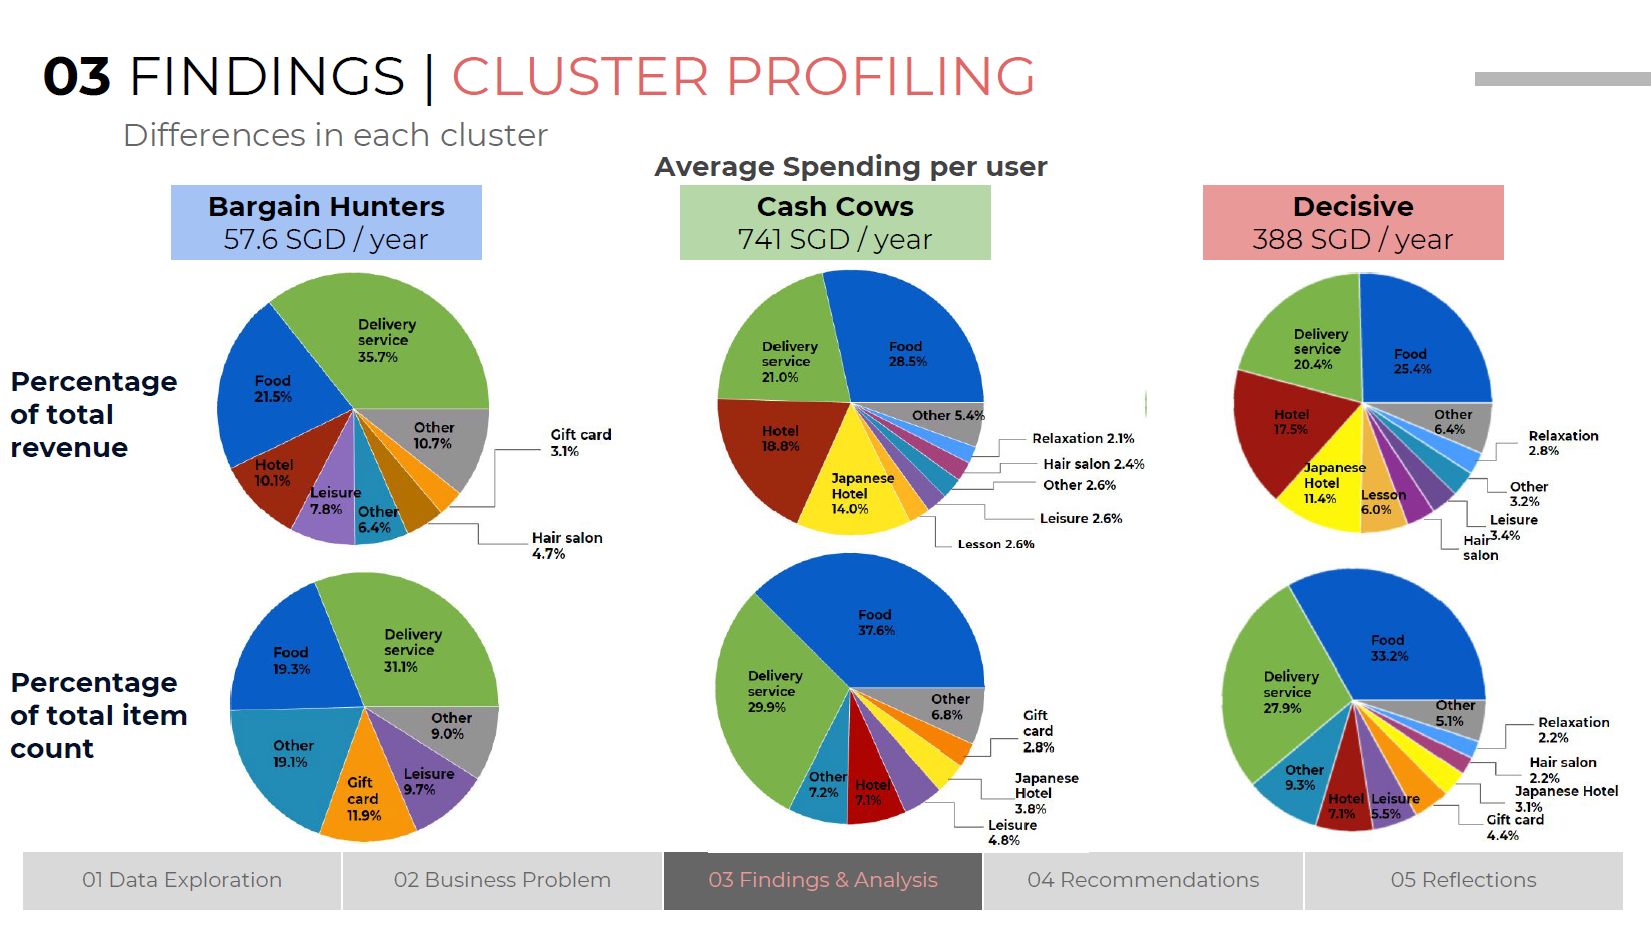 03 FINDINGS | CLUSTER PROFILING
Differences in each cluster
Average Spending per user
Bargain Hunters
57.6 SGD / year
Cash Cows
741 SGD / year
Decisive
388 SGD / year
Percentage
of total
revenue
Delivery
service
35.7%
Food
21.5%
Hotel
10.1%
Leisure
7.8%
Other
6.4%
Other
10.7%
Gift card
3.1%
Hair salon
4.7%
Food
28.5%
Delivery
service
21.0%
Hotel
18.8%
Japanese
Hotel
14.0%
Other 5.4%
Relaxation 2.1%
Hair salon 2.4%
Other 2.6%
Leisure 2.6%
Lesson 2.6%
Food
25.4%
Delivery
service
20.4%
Hotel
17.5%
Japanese
Hotel
11.4%
Lesson
6.0%
Other
6.4%
Relaxation
2.8%
Other
3.2%
Leisure
3.4%
Hair
salon
Percentage
of total item
count
Delivery
service
31.1%
Food
19.3%
Other
19.1%
Gift
card
11.9%
Leisure
9.7%
Other
9.0%
Food
37.6%
Delivery
service
29.9%
Other
7.2%
Hotel
7.1%
Other
6.8%
Gift
card
2.8%
Japanese
Hotel
3.8%
Leisure
4.8%
Food
33.2%
Delivery
service
27.9%
Other
9.3%
Hotel
7.1%
Leisure
5.5%
Other
5.1%
Relaxation
2.2%
Hair salon
2.2%
Japanese Hotel
3.1%
Gift card
4.4%
01 Data Exploration
02 Business Problem
03 Findings & Analysis
04 Recommendations
05 Reflections